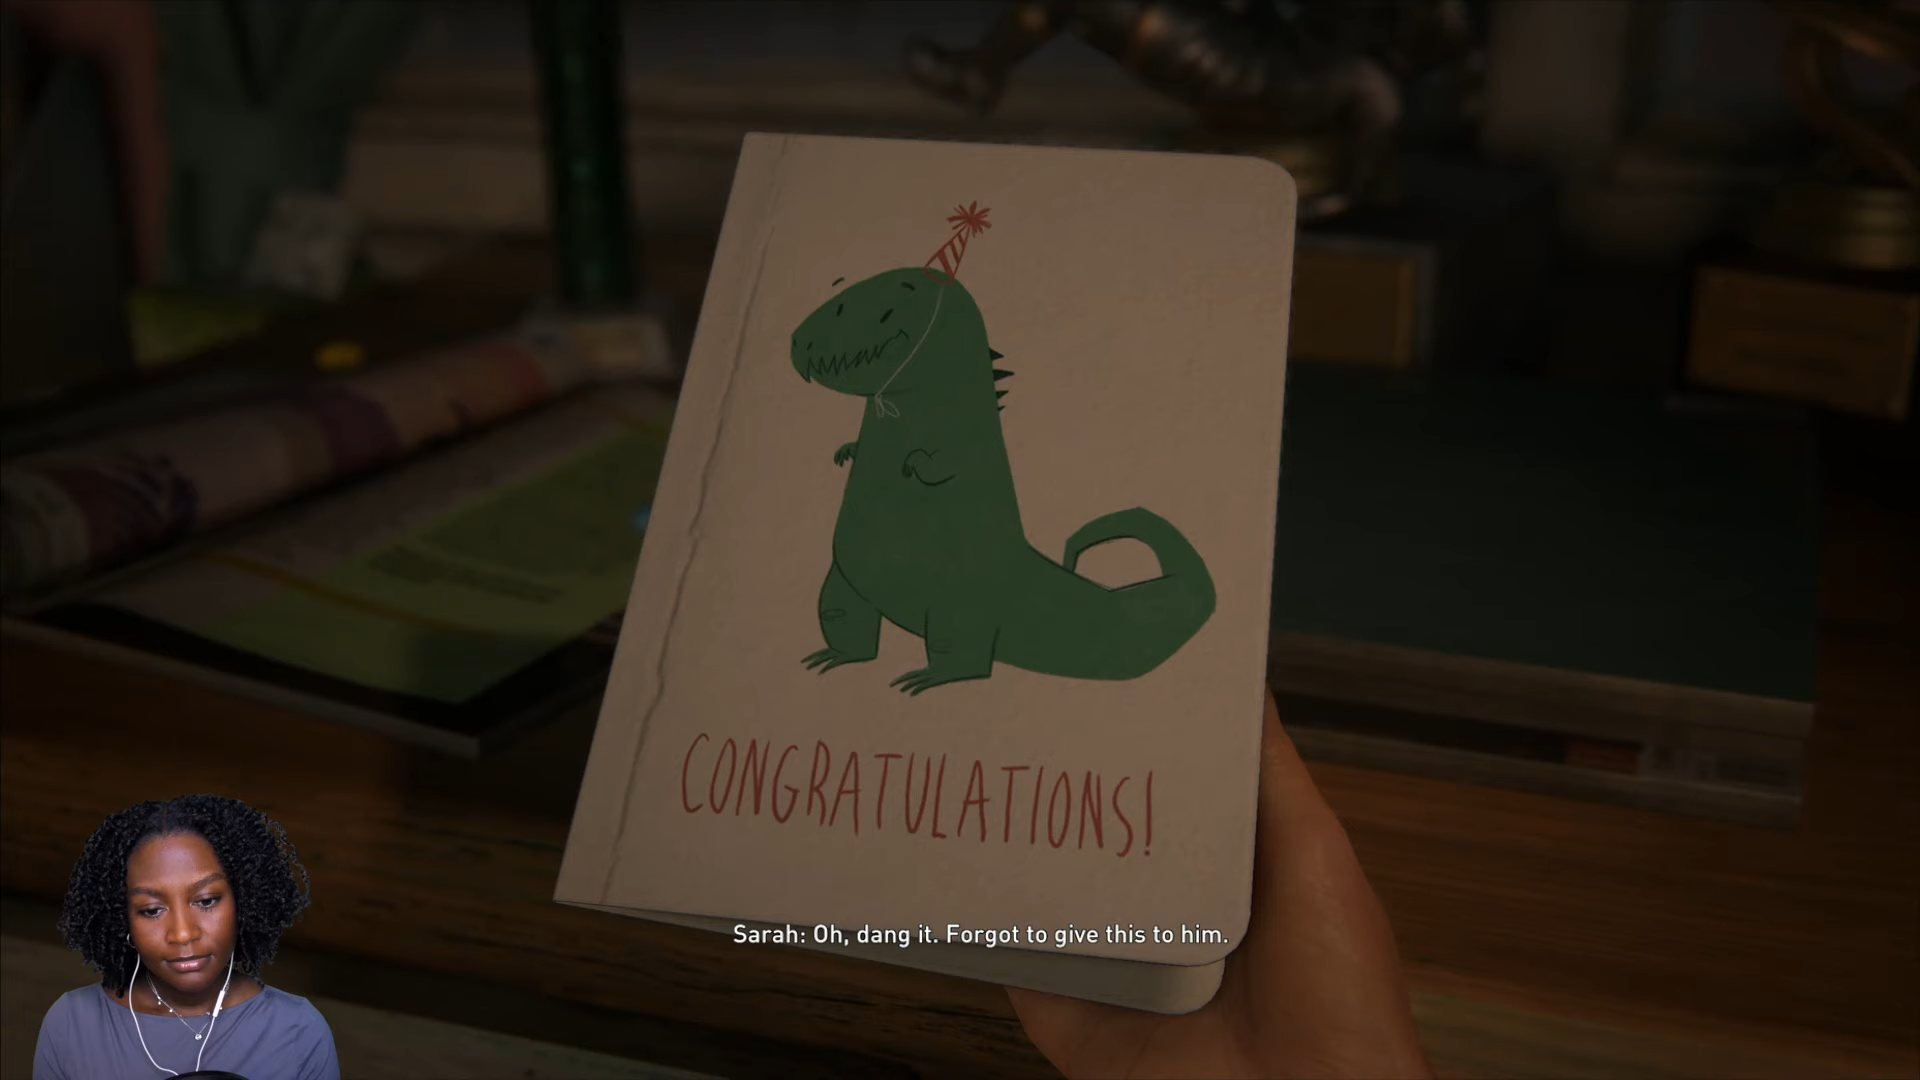 CONGRATULATIONS!
Sarah: Oh, dang it. Forgot to give this to him.